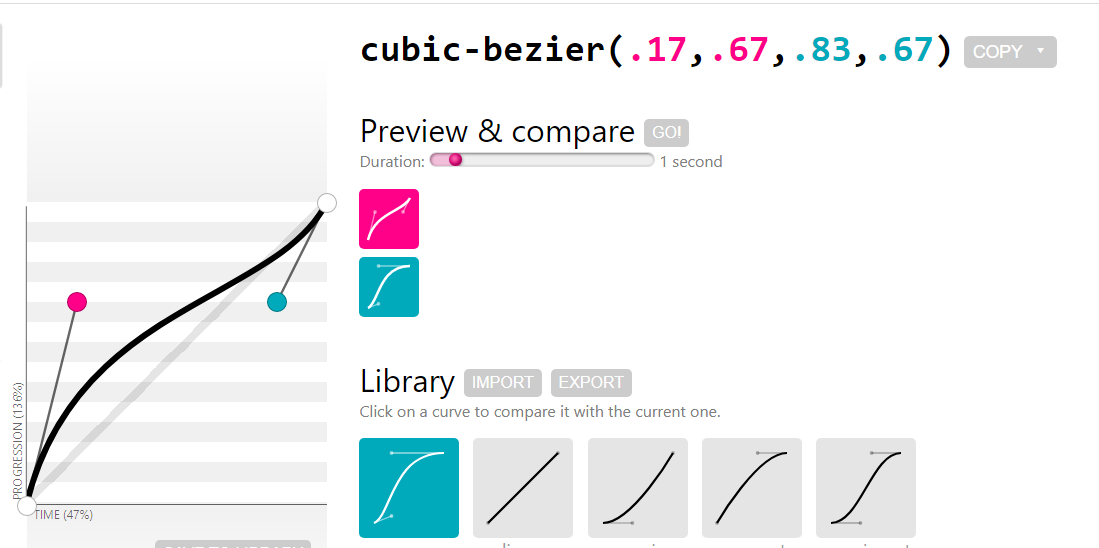 cubic-bezier(.17,.67,.83,.67) COPY
Preview & compare GO!
Duration: 1 second
Library IMPORT EXPORT
Click on a curve to compare it with the current one.
PROGRESSION (136%)
TIME (47%)